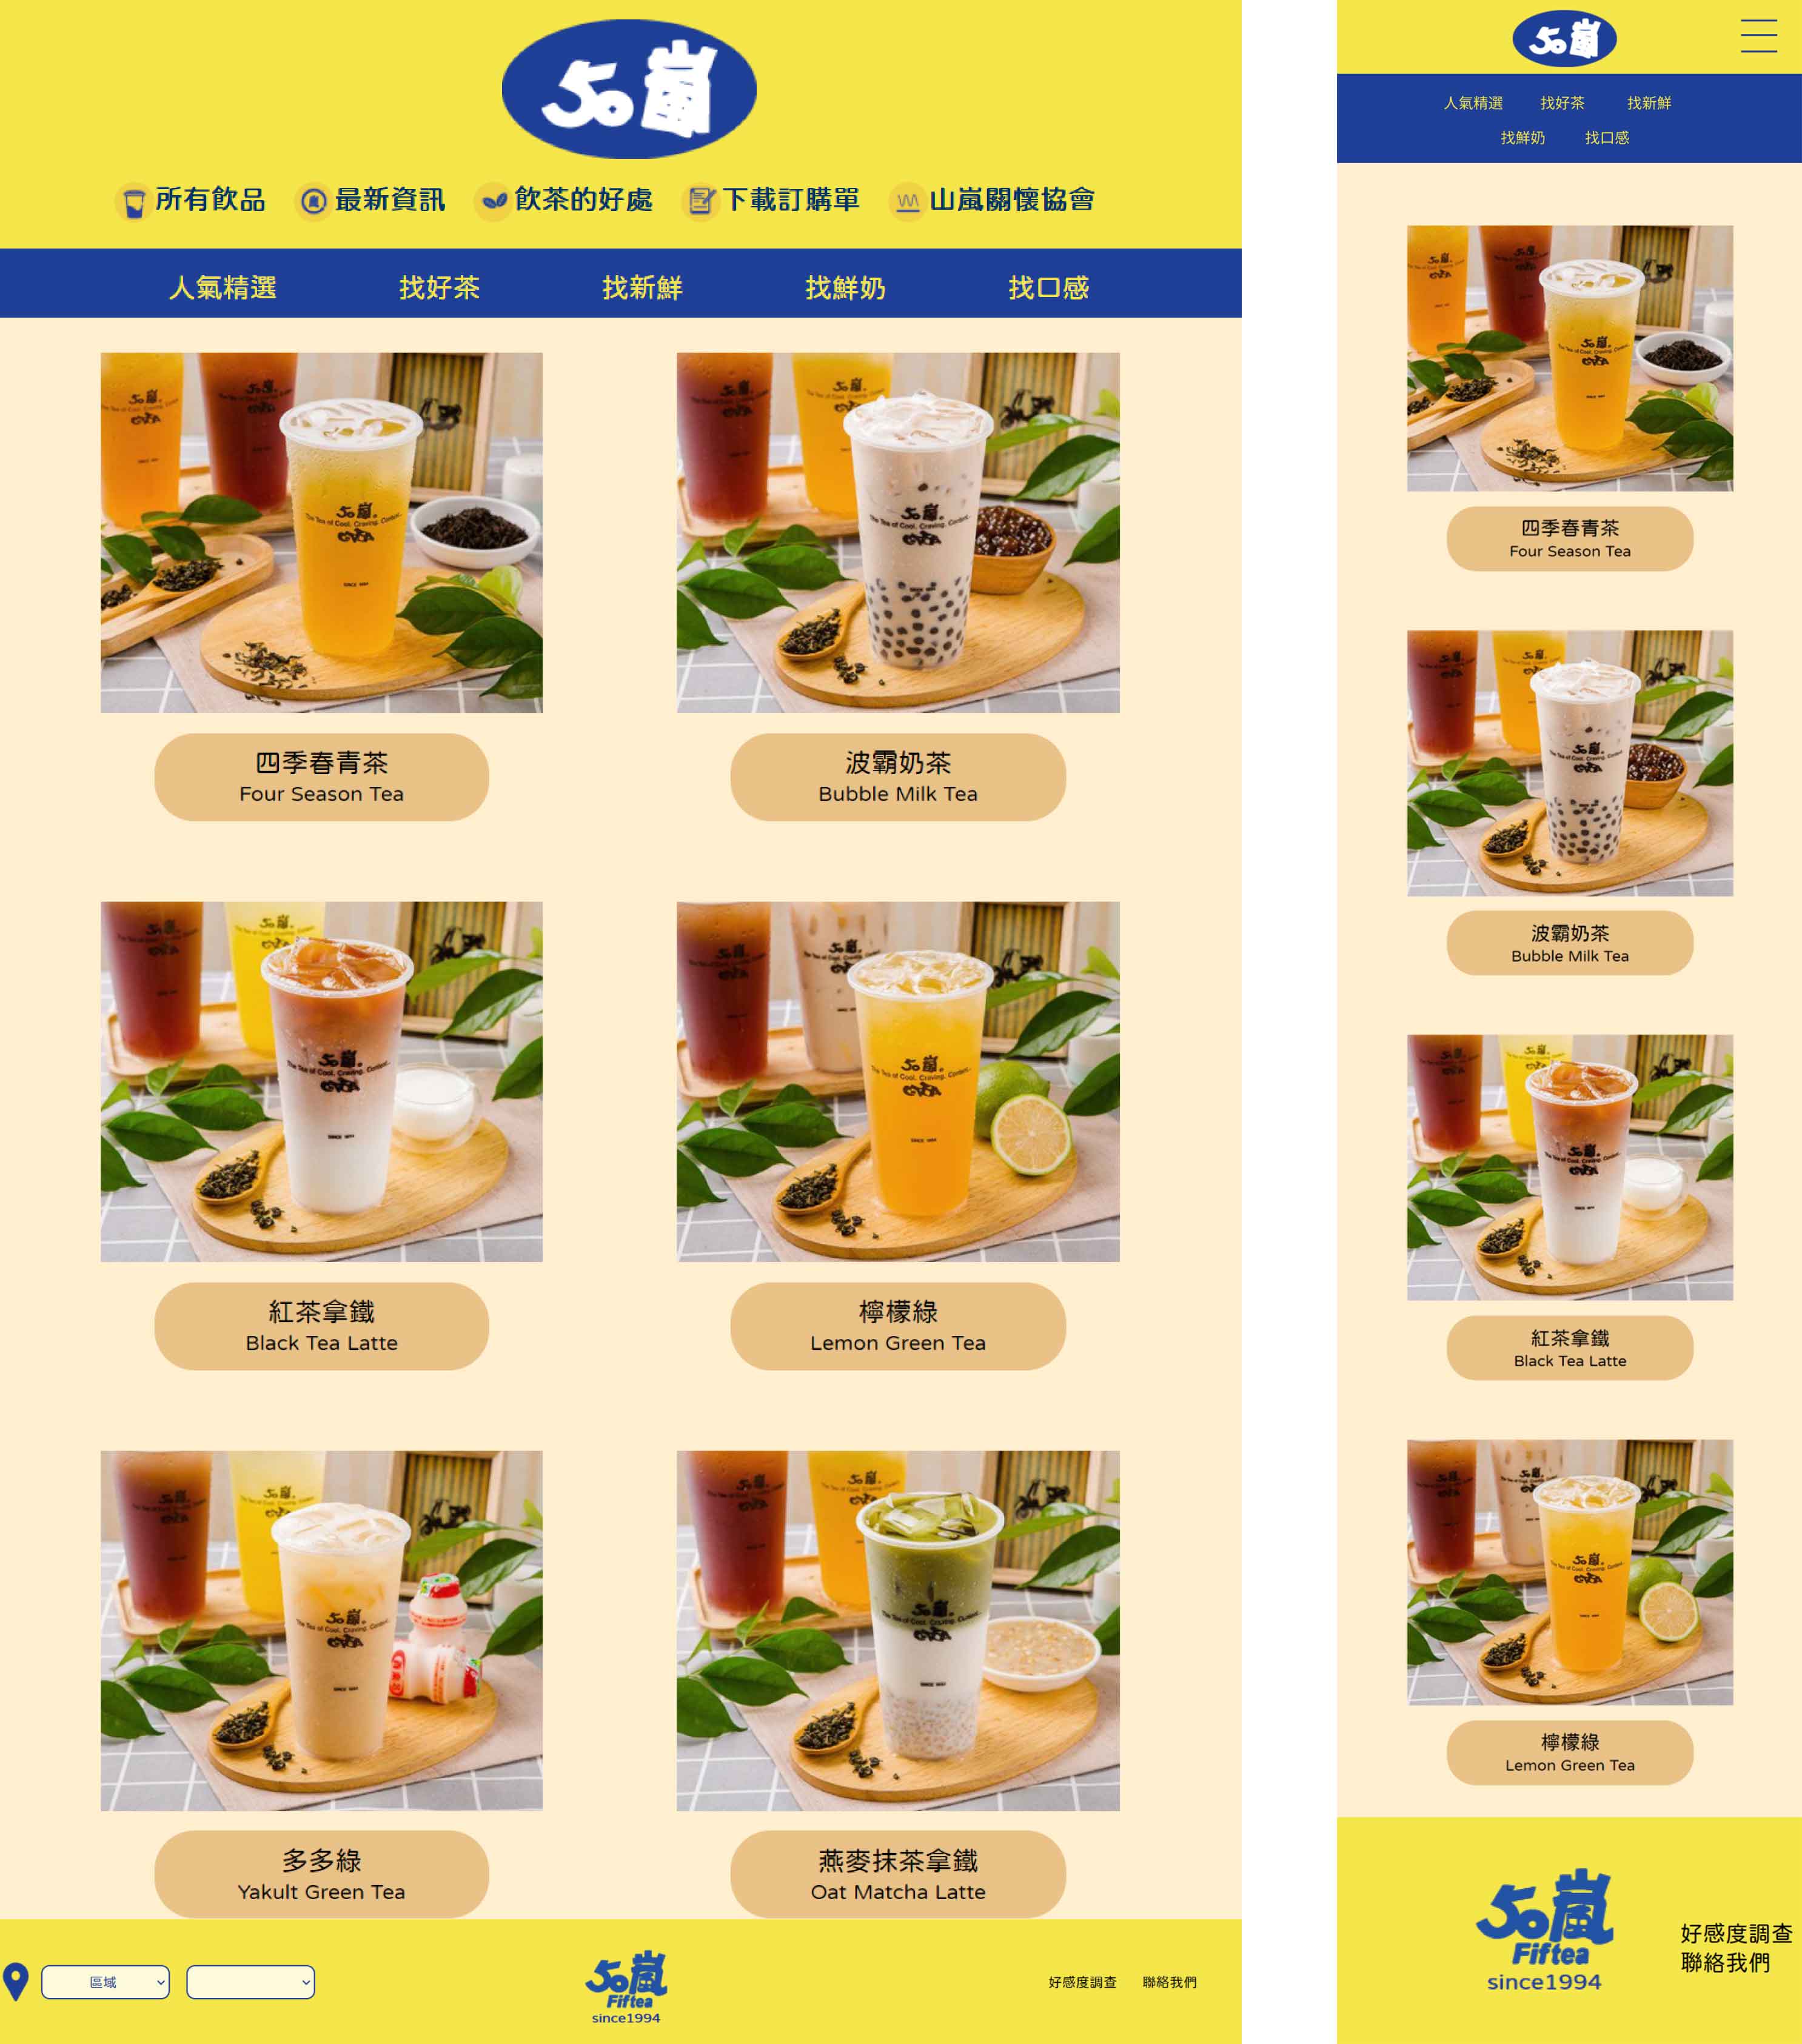 50嵐
所有飲品 最新資訊 飲茶的好處 下載訂購單 山嵐關懷協會
人氣精選 找好茶 找新鮮 找鮮奶 找口感
四季春青茶
Four Season Tea
波霸奶茶
Bubble Milk Tea
紅茶拿鐵
Black Tea Latte
檸檬綠
Lemon Green Tea
多多綠
Yakult Green Tea
燕麥抹茶拿鐵
Oat Matcha Latte
區域
50嵐
Fiftea
since1994
好感度調查 聯絡我們
50嵐
人氣精選 找好茶 找新鮮
找鮮奶 找口感
四季春青茶
Four Season Tea
波霸奶茶
Bubble Milk Tea
紅茶拿鐵
Black Tea Latte
檸檬綠
Lemon Green Tea
50嵐
Fiftea
since1994
好感度調查
聯絡我們